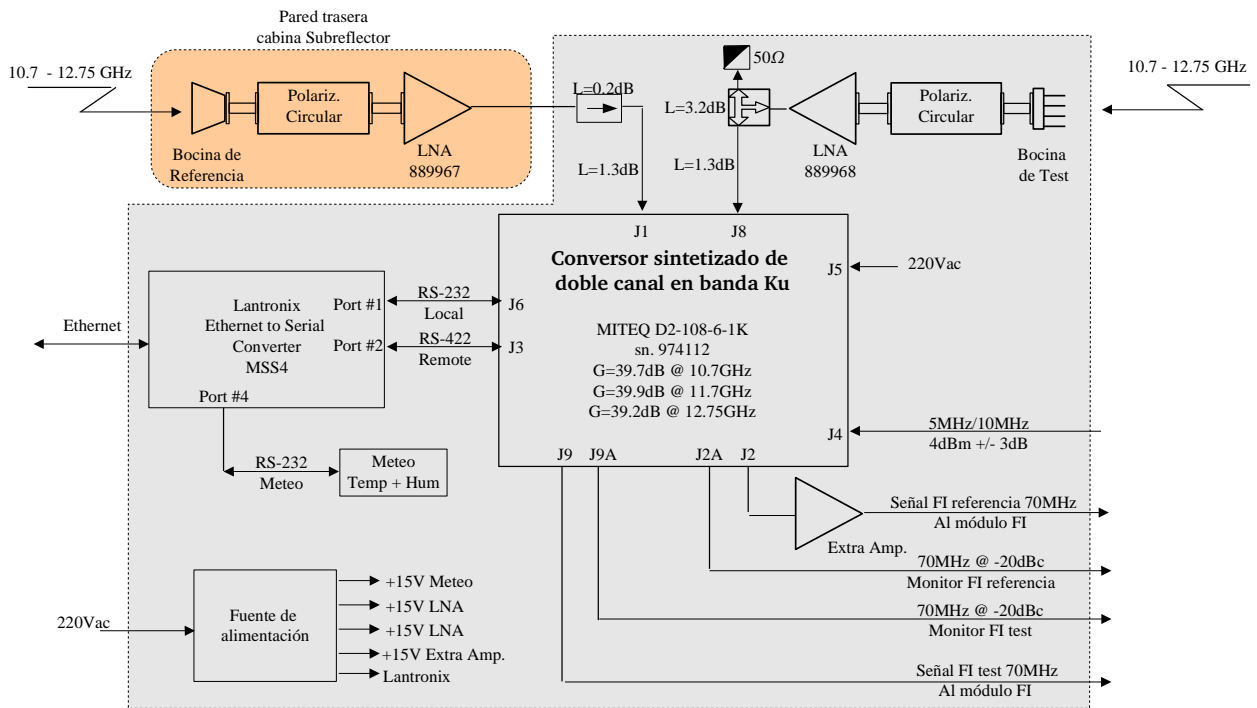 Pared trasera
cabina Subreflector
10.7 - 12.75 GHz
Polariz.
Circular
LNA
889967
Bocina de
Referencia
L=0.2dB
L=1.3dB
50Ω
L=3.2dB
L=1.3dB
LNA
889968
Polariz.
Circular
Bocina
de Test
10.7 - 12.75 GHz
J1
J8
Conversor sintetizado de
doble canal en banda Ku
J5
220Vac
MITEQ D2-108-6-1K
sn. 974112
G=39.7dB @ 10.7GHz
G=39.9dB @ 11.7GHz
G=39.2dB @ 12.75GHz
J6
J3
J4
5MHz/10MHz
4dBm +/- 3dB
J9
J9A
J2A
J2
Ethernet
Lantronix
Ethernet to Serial
Converter
MSS4
Port #1
Port #2
Port #4
RS-232
Local
RS-422
Remote
RS-232
Meteo
Meteo
Temp + Hum
Extra Amp.
Señal FI referencia 70MHz
Al módulo FI
70MHz @ -20dBc
Monitor FI referencia
70MHz @ -20dBc
Monitor FI test
Señal FI test 70MHz
Al módulo FI
220Vac
Fuente de
alimentación
+15V Meteo
+15V LNA
+15V LNA
+15V Extra Amp.
Lantronix